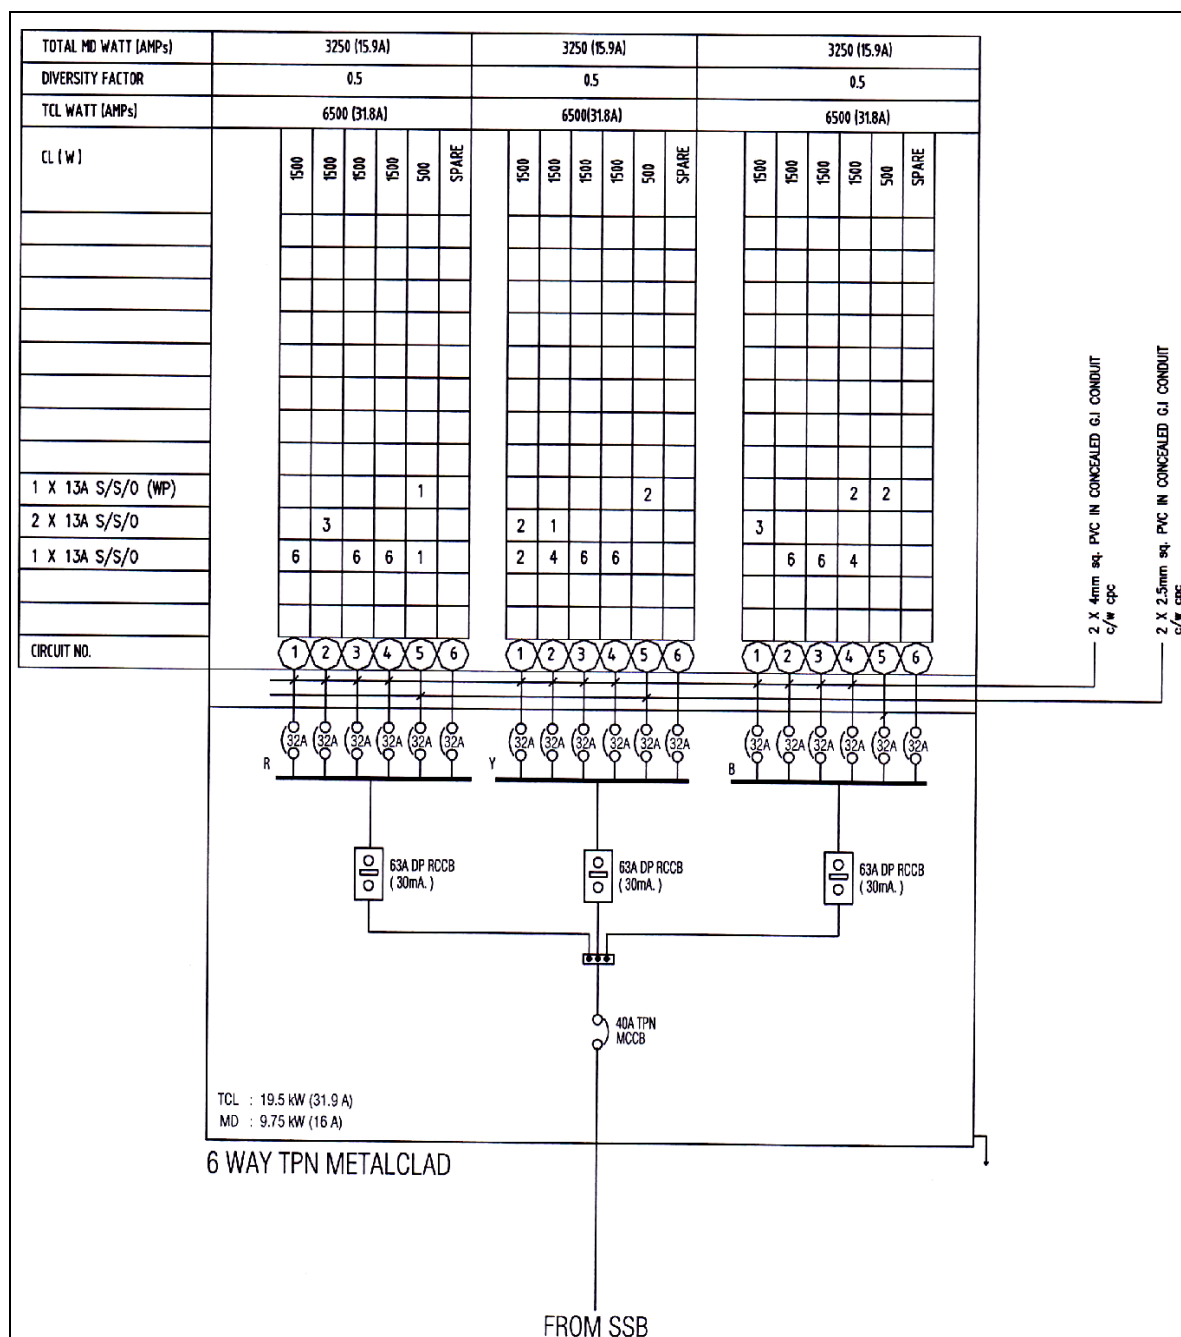 TOTAL MD WATT (AMPs) 3250 (15.9A) 3250 (15.9A) 3250 (15.9A)
DIVERSITY FACTOR 0.5 0.5 0.5
TCL WATT (AMPs) 6500 (31.8A) 6500(31.8A) 6500 (31.8A)
CL ( W ) 1500 1500 1500 1500 500 SPARE 1500 1500 1500 1500 500 SPARE 1500 1500 1500 1500 500 SPARE
1 X 13A S/S/O (WP) 1 2 2 2
2 X 13A S/S/O 3 2 1 3
1 X 13A S/S/O 6 6 6 1 2 4 6 6 6 6 4
CIRCUIT NO. 1 2 3 4 5 6 1 2 3 4 5 6 1 2 3 4 5 6
2 X 4mm sq. PVC IN CONCEALED G.I CONDUIT
c/w cpc
2 X 2.5mm sq. PVC IN CONCEALED G.I CONDUIT
c/w cpc
32A 32A 32A 32A 32A 32A 32A 32A 32A 32A 32A 32A 32A 32A 32A 32A 32A 32A
R Y B
63A DP RCCB
( 30mA. )
63A DP RCCB
( 30mA. )
63A DP RCCB
( 30mA. )
40A TPN
MCCB
TCL : 19.5 kW (31.9 A)
MD : 9.75 kW (16 A)
6 WAY TPN METALCLAD
FROM SSB